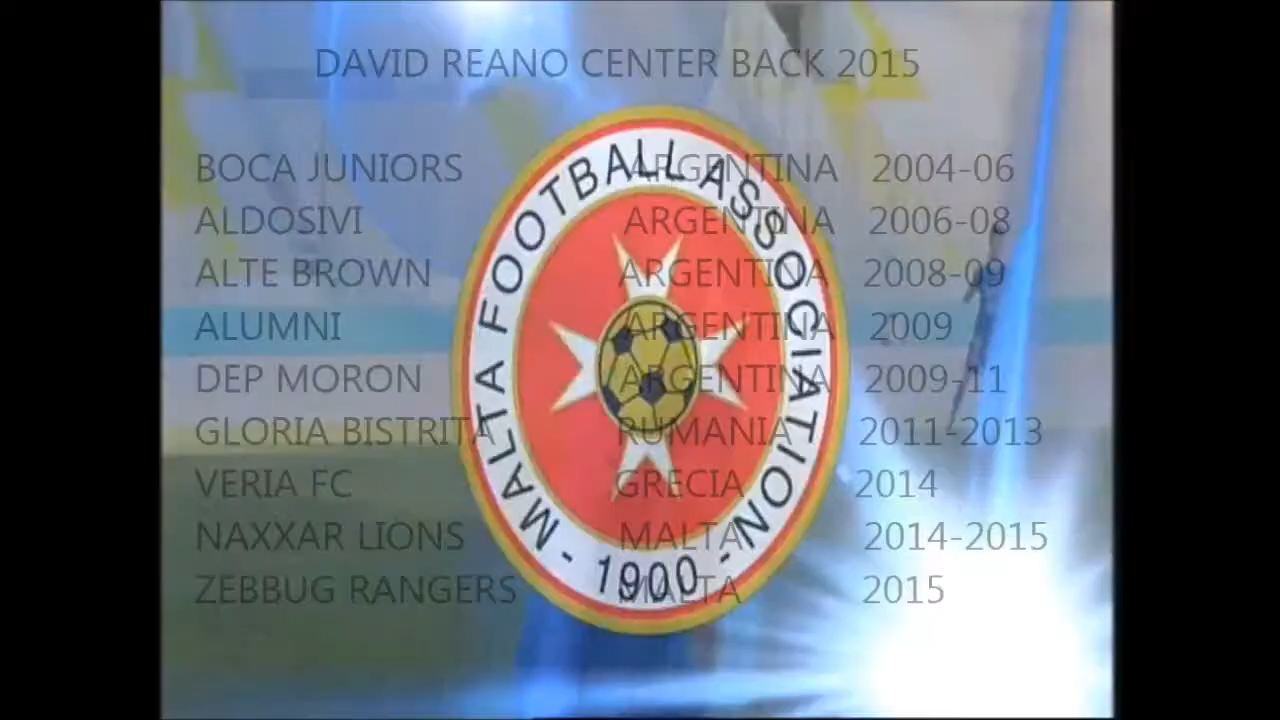 DAVID REANO CENTER BACK 2015
BOCA JUNIORS ARGENTINA 2004-06
ALDOSIVI ARGENTINA 2006-08
ALTE BROWN ARGENTINA 2008-09
ALUMNI ARGENTINA 2009
DEP MORON ARGENTINA 2009-11
GLORIA BISTRITA RUMANIA 2011-2013
VERIA FC GRECIA 2014
NAXXAR LIONS MALTA 2014-2015
ZEBBUG RANGERS MALTA 2015
MALTA FOOTBALL ASSOCIATION
- 1900 -